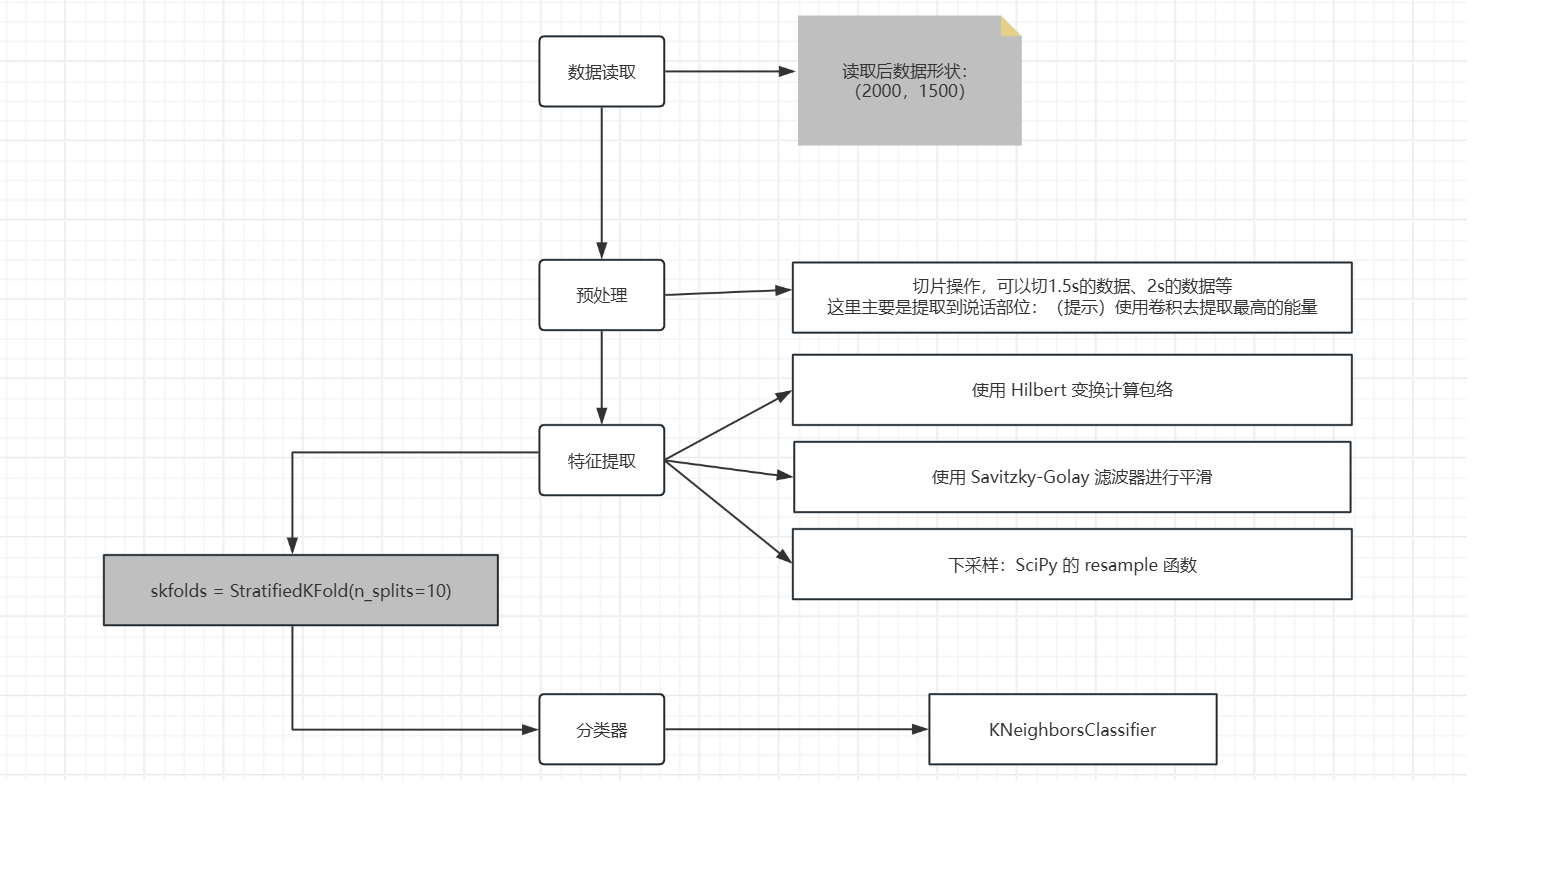 数据读取
读取后数据形状：
（2000，1500）
预处理
切片操作，可以切1.5s的数据、2s的数据等
这里主要是提取到说话部位：（提示）使用卷积去提取最高的能量
特征提取
使用 Hilbert 变换计算包络
使用 Savitzky-Golay 滤波器进行平滑
下采样：SciPy 的 resample 函数
skfolds = StratifiedKFold(n_splits=10)
分类器
KNeighborsClassifier